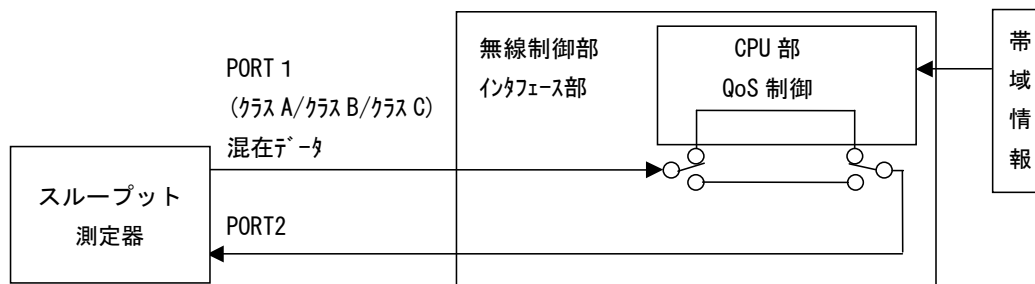 無線制御部
インタフェース部
CPU 部
QoS 制御
帯
域
情
報
PORT 1
(クラス A/クラス B/クラス C)
混在データ
スループット
測定器
PORT2